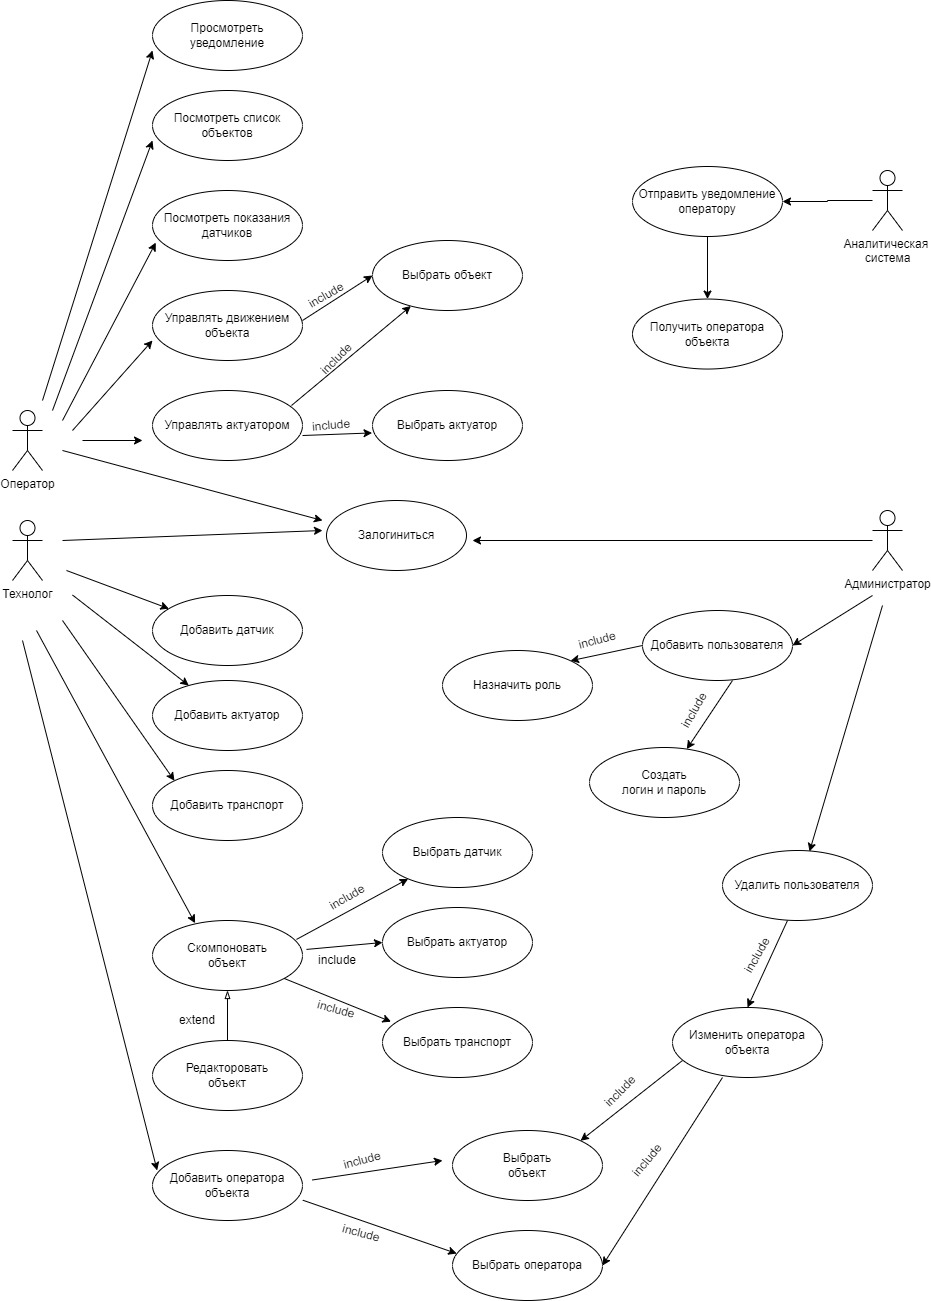 Просмотреть
уведомление
Посмотреть список
объектов
Посмотреть показания
датчиков
Отправить уведомление
оператору
Аналитическая
система
Выбрать объект
include
Управлять движением
объекта
Получить оператора
объекта
include
Управлять актуатором
include
Выбрать актуатор
Оператор
Залогиниться
Технолог
Администратор
Добавить датчик
include
Добавить пользователя
Назначить роль
include
Добавить актуатор
Создать
логин и пароль
Добавить транспорт
Выбрать датчик
include
Удалить пользователя
Скомпоновать
объект
Выбрать актуатор
include
include
include
extend
Выбрать транспорт
Изменить оператора
объекта
Редакторовать
объект
include
include
include
Добавить оператора
объекта
Выбрать
объект
include
Выбрать оператора